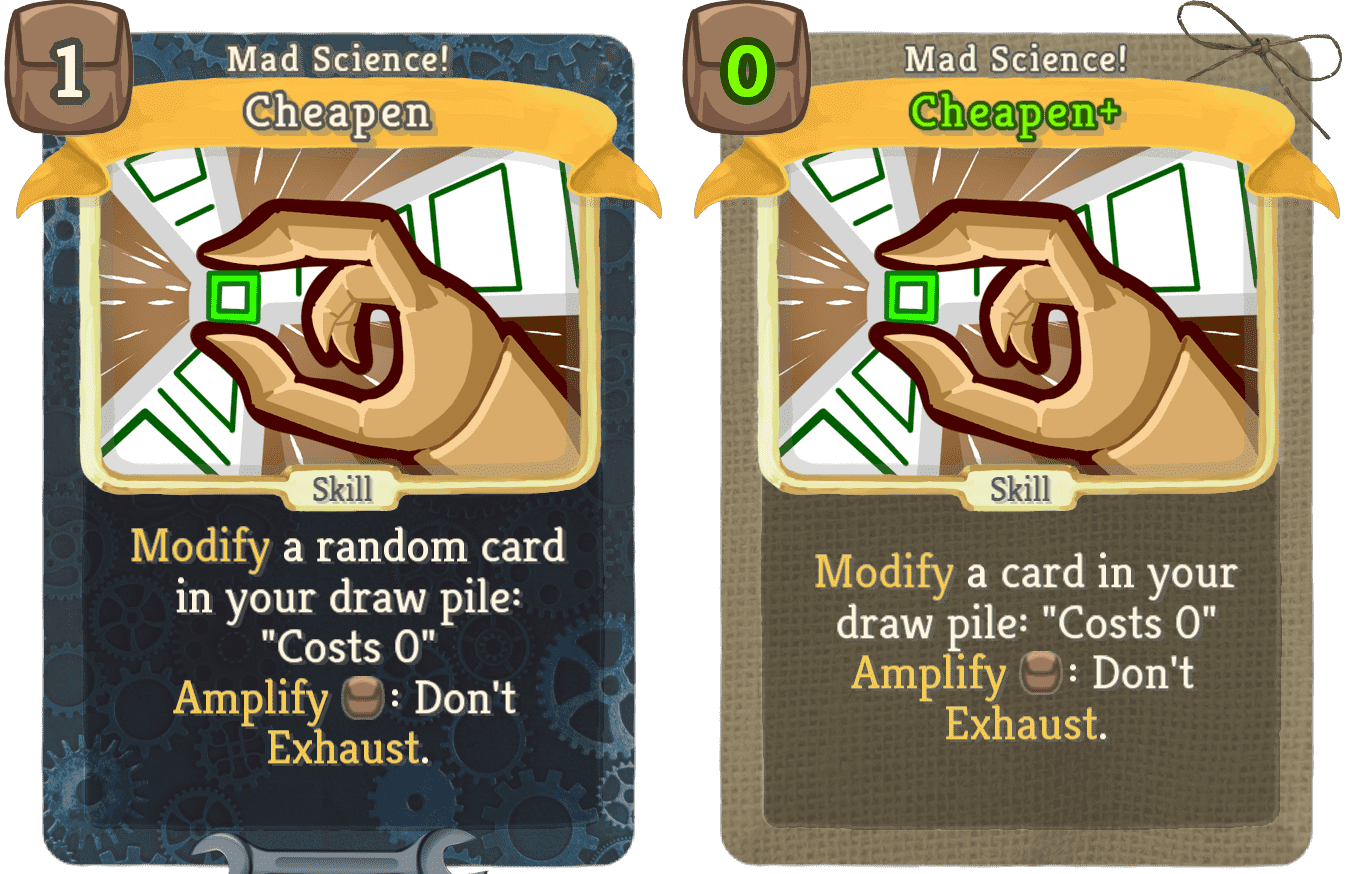 1
Mad Science!
Cheapen
Skill
Modify a random card
in your draw pile:
"Costs 0"
Amplify : Don't
Exhaust.
0
Mad Science!
Cheapen+
Skill
Modify a card in your
draw pile: "Costs 0"
Amplify : Don't
Exhaust.